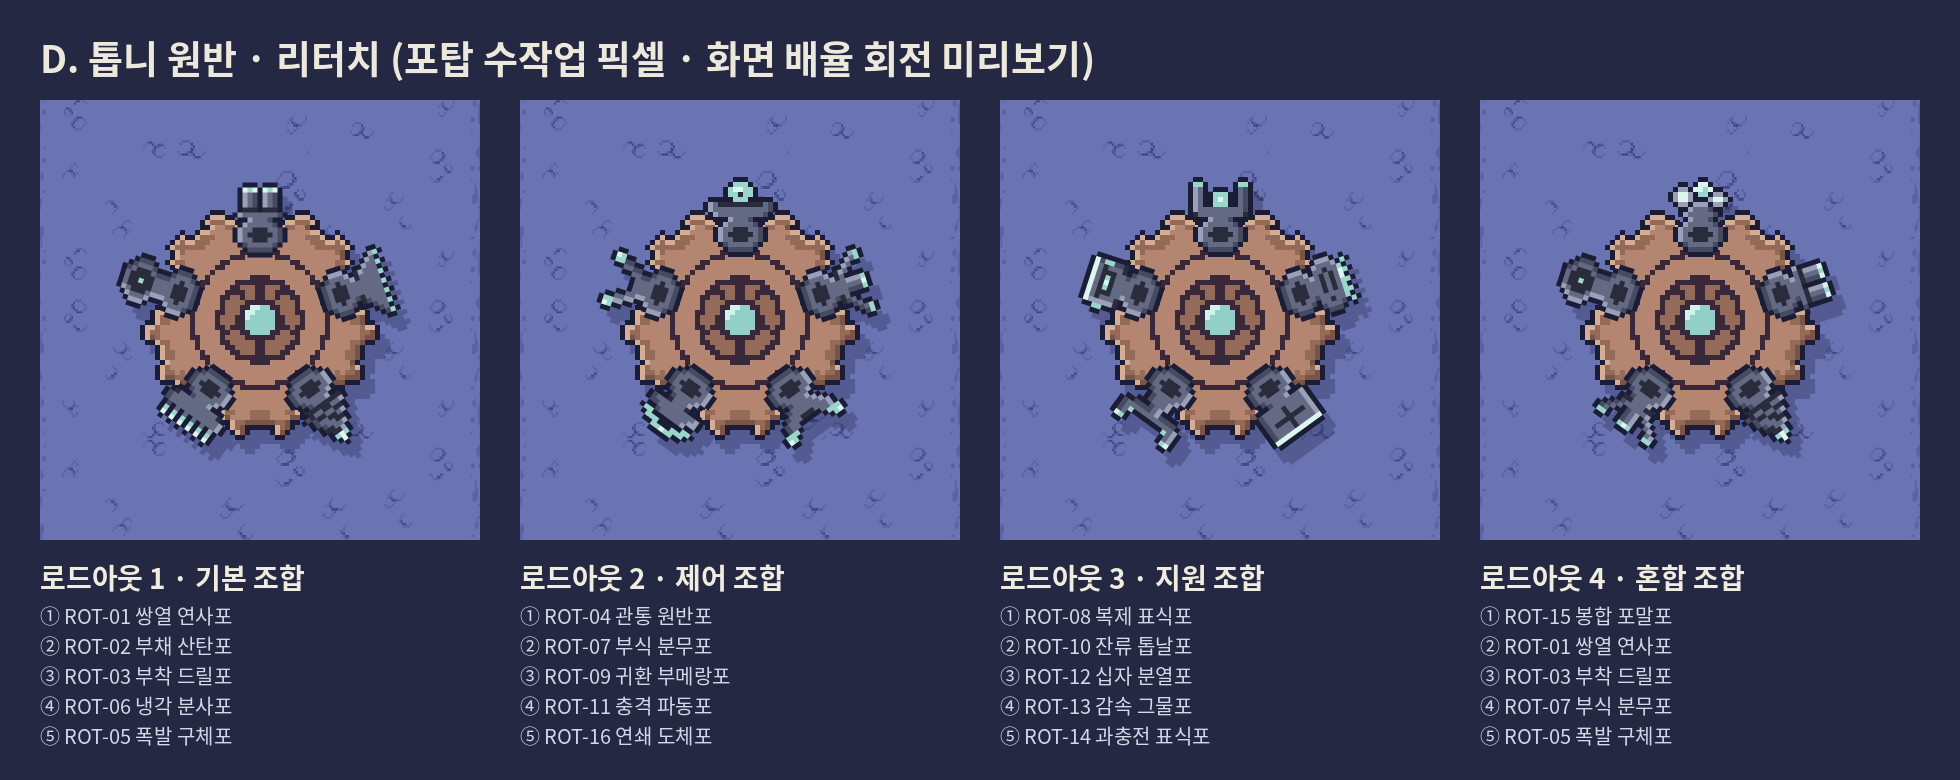 D. 톱니 원반 · 리터치 (포탑 수작업 픽셀 · 화면 배율 회전 미리보기)
로드아웃 1 · 기본 조합
① ROT-01 쌍열 연사포
② ROT-02 부채 산탄포
③ ROT-03 부착 드릴포
④ ROT-06 냉각 분사포
⑤ ROT-05 폭발 구체포
로드아웃 2 · 제어 조합
① ROT-04 관통 원반포
② ROT-07 부식 분무포
③ ROT-09 귀환 부메랑포
④ ROT-11 충격 파동포
⑤ ROT-16 연쇄 도체포
로드아웃 3 · 지원 조합
① ROT-08 복제 표식포
② ROT-10 잔류 톱날포
③ ROT-12 십자 분열포
④ ROT-13 감속 그물포
⑤ ROT-14 과충전 표식포
로드아웃 4 · 혼합 조합
① ROT-15 봉합 포말포
② ROT-01 쌍열 연사포
③ ROT-03 부착 드릴포
④ ROT-07 부식 분무포
⑤ ROT-05 폭발 구체포